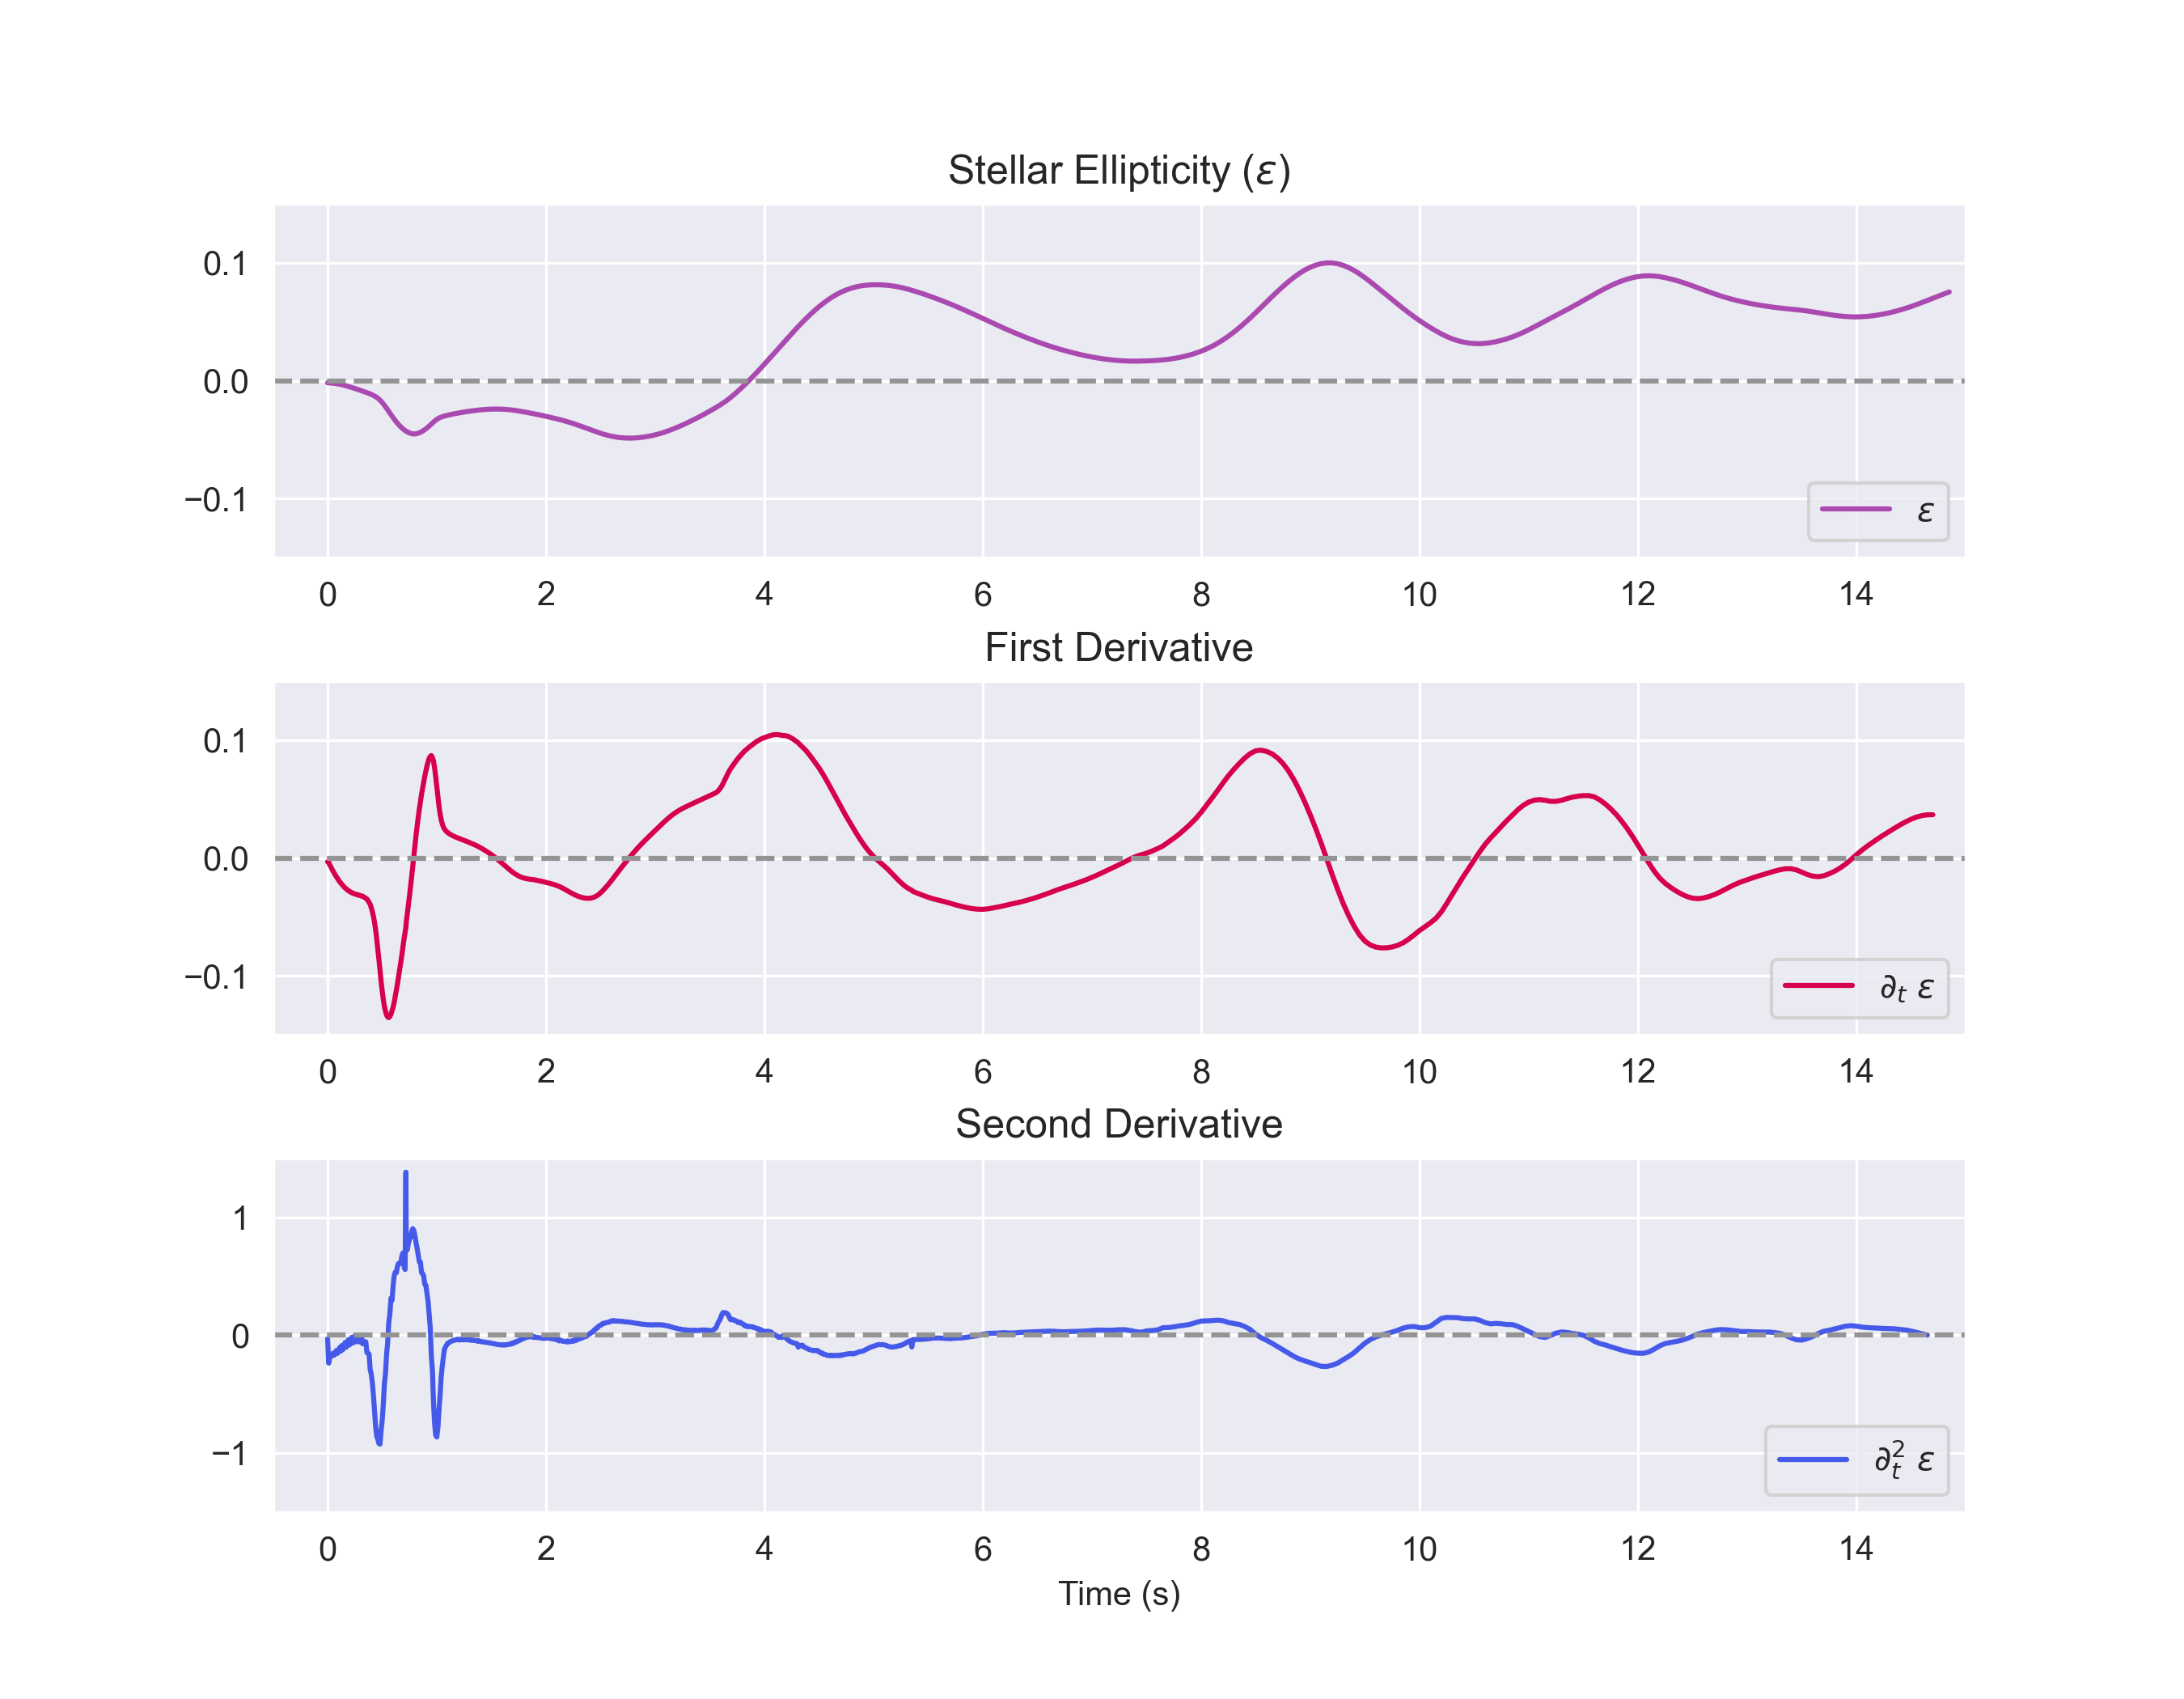 Stellar Ellipticity (ε)
0.1
0.0
−0.1
ε
0 2 4 6 8 10 12 14
First Derivative
0.1
0.0
−0.1
∂t ε
0 2 4 6 8 10 12 14
Second Derivative
1
0
−1
∂²t ε
0 2 4 6 8 10 12 14
Time (s)